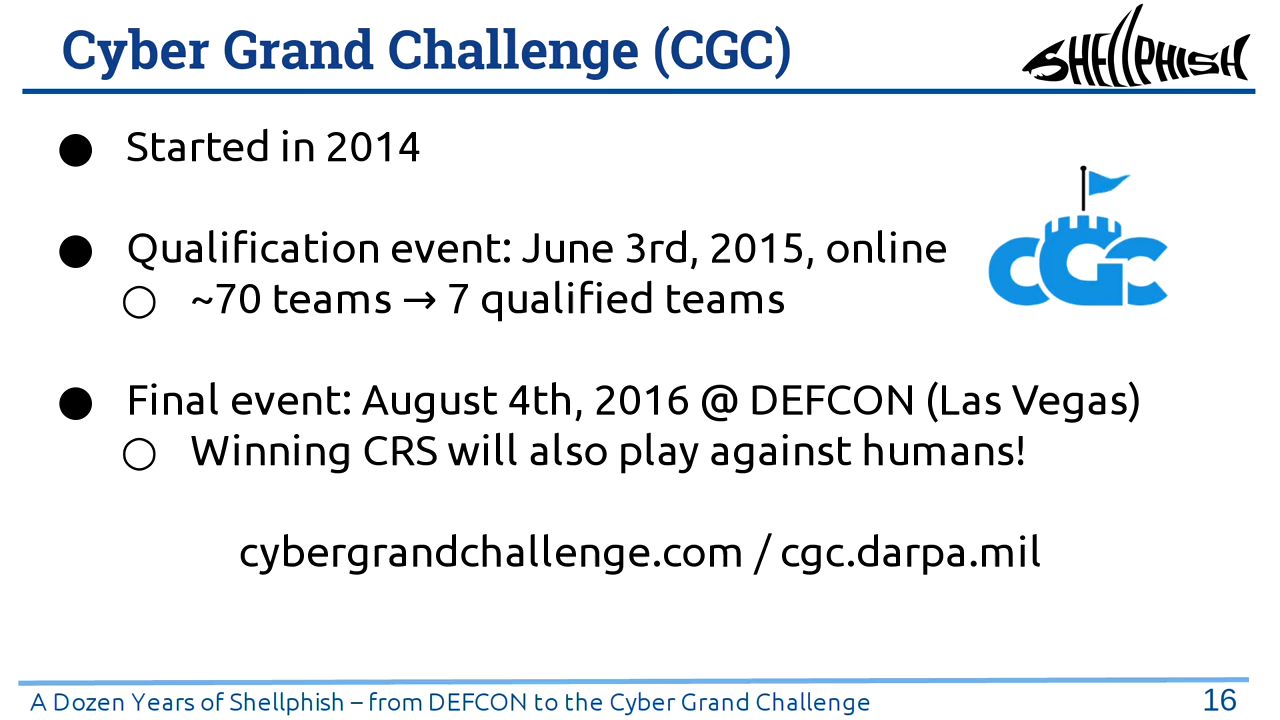 Cyber Grand Challenge (CGC)
SHELLPHISH
● Started in 2014
● Qualification event: June 3rd, 2015, online
○ ~70 teams → 7 qualified teams
CGC
● Final event: August 4th, 2016 @ DEFCON (Las Vegas)
○ Winning CRS will also play against humans!
cybergrandchallenge.com / cgc.darpa.mil
A Dozen Years of Shellphish – from DEFCON to the Cyber Grand Challenge
16